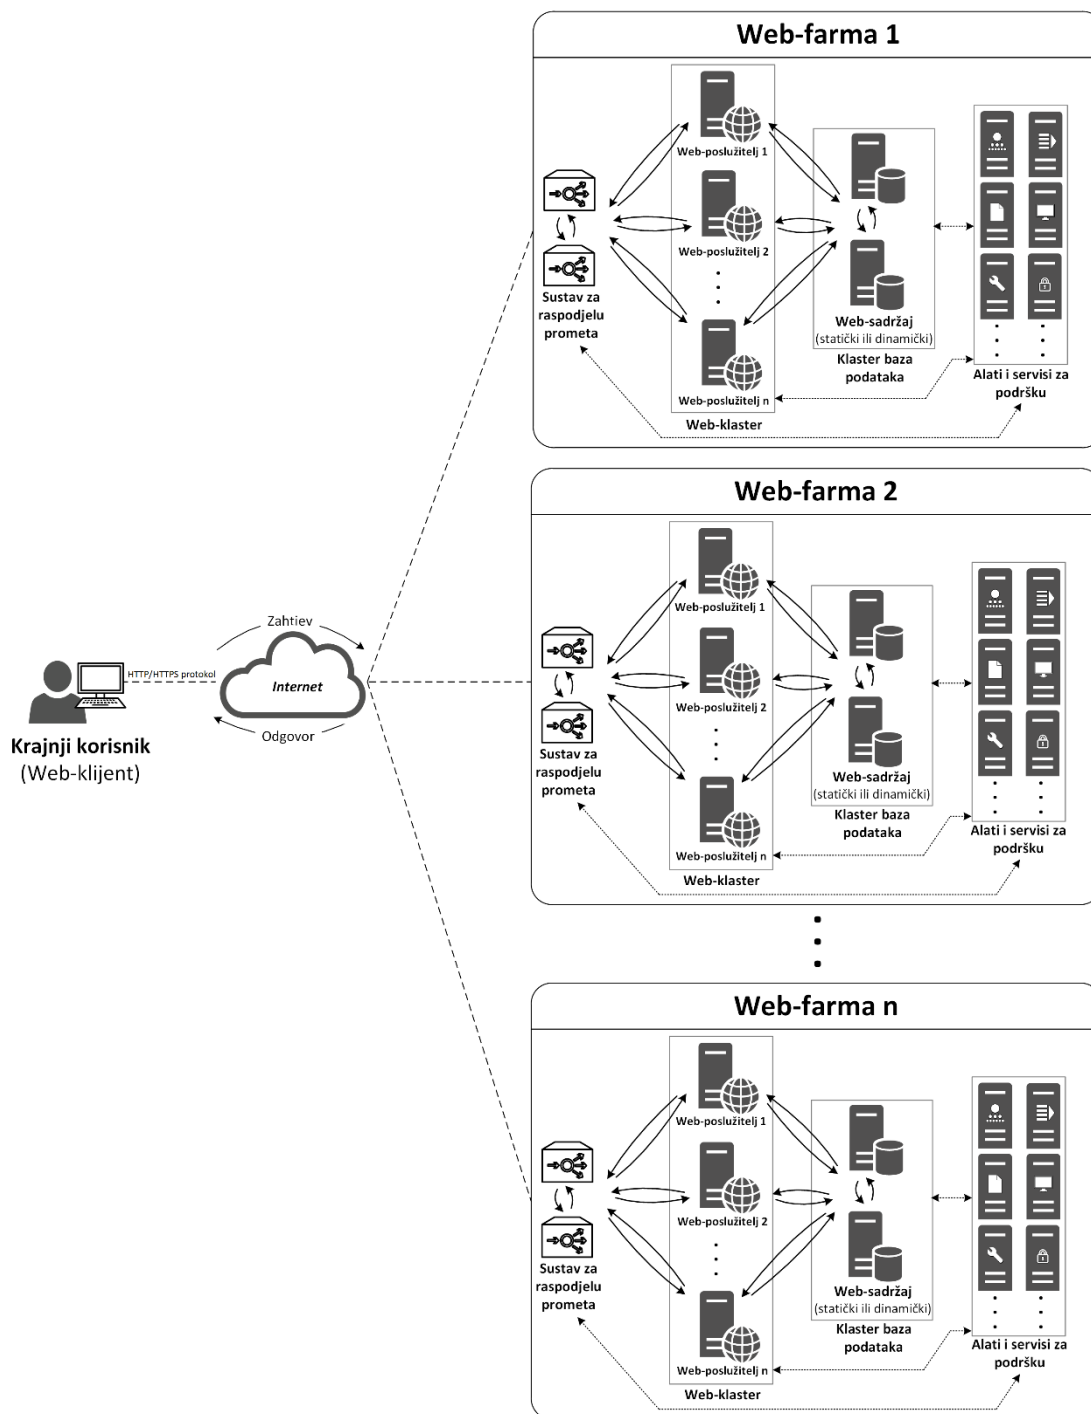 Web-farma 1
Web-poslužitelj 1
Web-poslužitelj 2
Web-poslužitelj n
Web-klaster
Sustav za
raspodjelu
prometa
Web-sadržaj
(statički ili dinamički)
Klaster baza
podataka
Alati i servisi za
podršku
Krajnji korisnik
(Web-klijent)
HTTP/HTTPS protokol
Zahtiev
Internet
Odgovor
Web-farma 2
Web-poslužitelj 1
Web-poslužitelj 2
Web-poslužitelj n
Web-klaster
Sustav za
raspodjelu
prometa
Web-sadržaj
(statički ili dinamički)
Klaster baza
podataka
Alati i servisi za
podršku
Web-farma n
Web-poslužitelj 1
Web-poslužitelj 2
Web-poslužitelj n
Web-klaster
Sustav za
raspodjelu
prometa
Web-sadržaj
(statički ili dinamički)
Klaster baza
podataka
Alati i servisi za
podršku